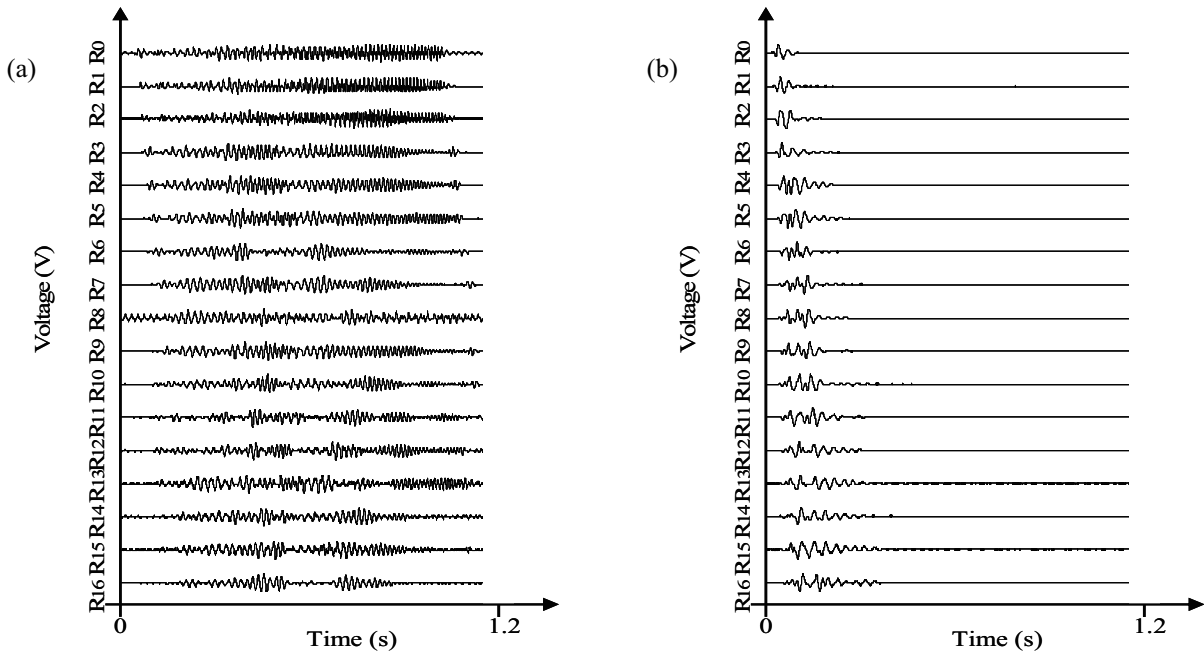 (a)
Voltage (V)
R0
R1
R2
R3
R4
R5
R6
R7
R8
R9
R10
R11
R12
R13
R14
R15
R16
0
1.2
Time (s)
(b)
Voltage (V)
R0
R1
R2
R3
R4
R5
R6
R7
R8
R9
R10
R11
R12
R13
R14
R15
R16
0
1.2
Time (s)